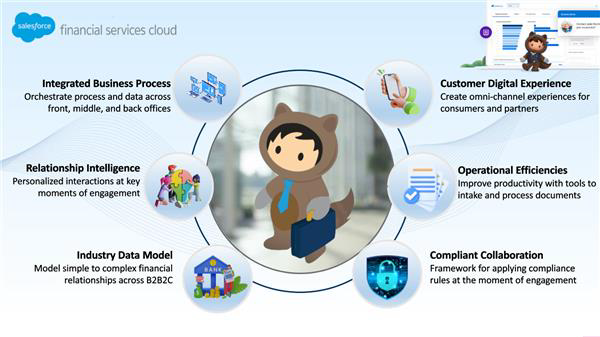 salesforce
financial services cloud
Integrated Business Process
Orchestrate process and data across
front, middle, and back offices
Customer Digital Experience
Create omni-channel experiences for
consumers and partners
Relationship Intelligence
Personalized interactions at key
moments of engagement
Operational Efficiencies
Improve productivity with tools to
intake and process documents
Industry Data Model
Model simple to complex financial
relationships across B2B2C
BANK
Compliant Collaboration
Framework for applying compliance
rules at the moment of engagement